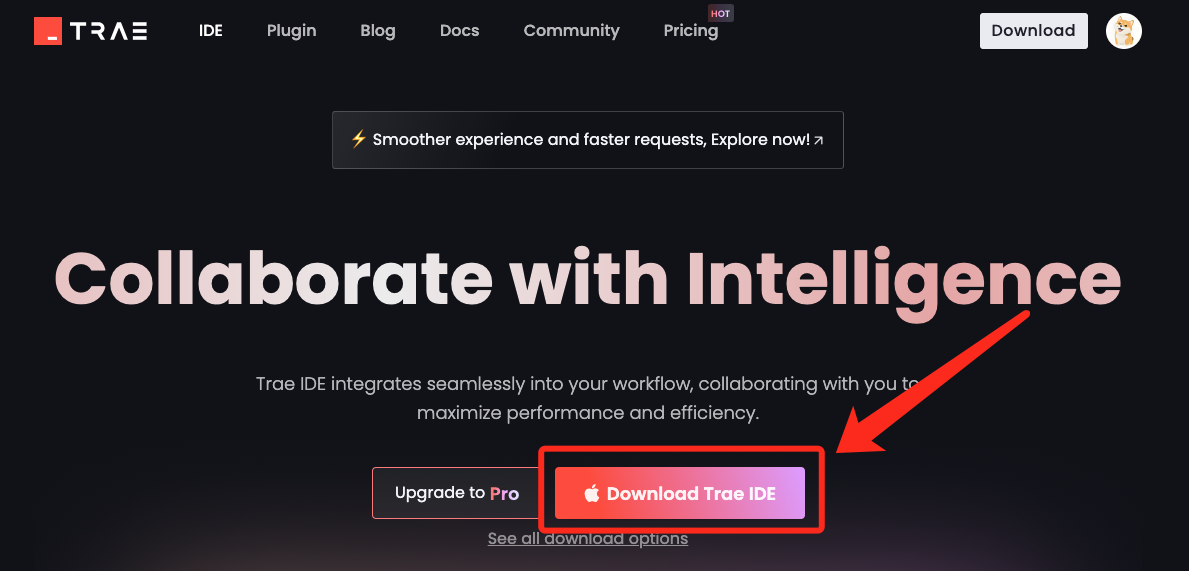 TRAE
IDE
Plugin
Blog
Docs
Community
Pricing
HOT
Download
⚡ Smoother experience and faster requests, Explore now!↗
Collaborate with Intelligence
Trae IDE integrates seamlessly into your workflow, collaborating with you to
maximize performance and efficiency.
Upgrade to Pro
Download Trae IDE
See all download options